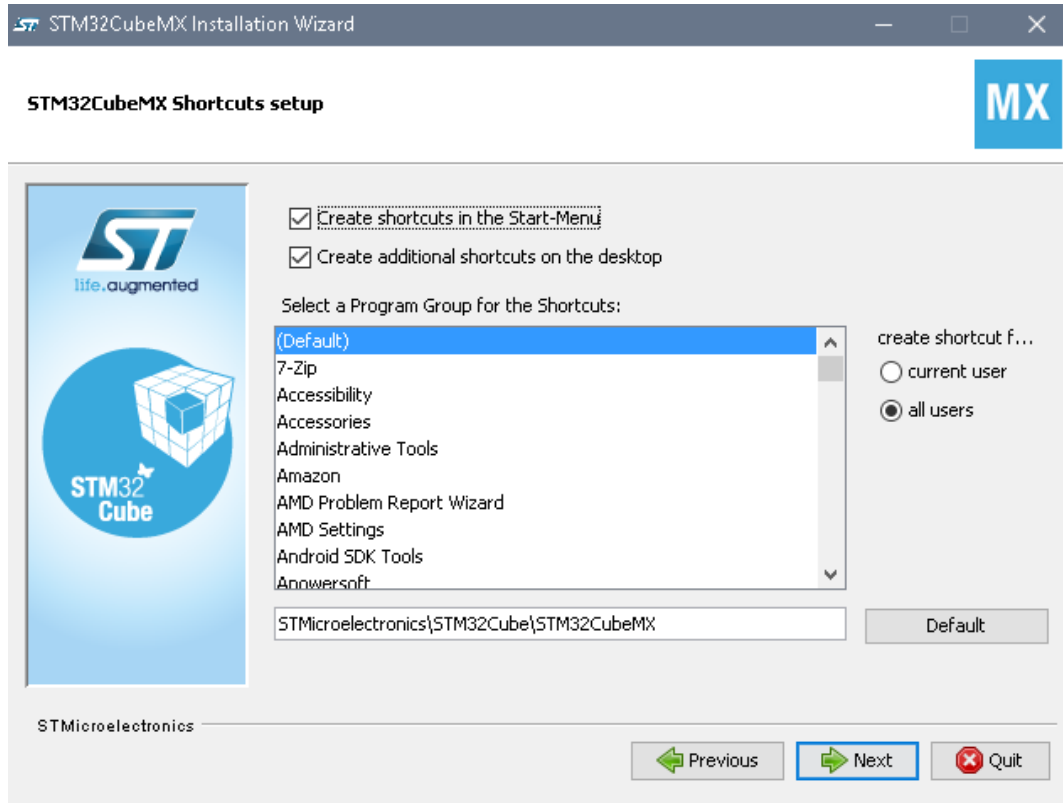 STM32CubeMX Installation Wizard
STM32CubeMX Shortcuts setup
MX
ST
life.augmented
STM32
Cube
Create shortcuts in the Start-Menu
Create additional shortcuts on the desktop
Select a Program Group for the Shortcuts:
(Default)
7-Zip
Accessibility
Accessories
Administrative Tools
Amazon
AMD Problem Report Wizard
AMD Settings
Android SDK Tools
Apowersoft
create shortcut f...
current user
all users
STMicroelectronics\STM32Cube\STM32CubeMX
Default
STMicroelectronics
Previous
Next
Quit